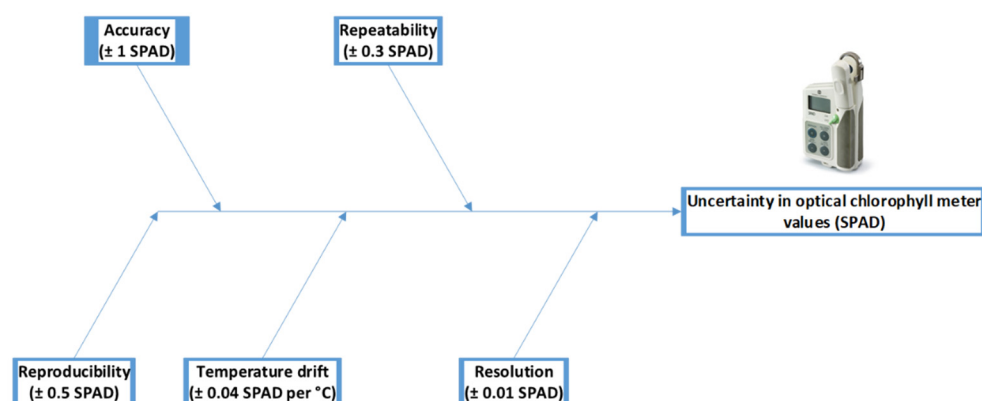 Accuracy
(± 1 SPAD)
Repeatability
(± 0.3 SPAD)
Uncertainty in optical chlorophyll meter
values (SPAD)
Reproducibility
(± 0.5 SPAD)
Temperature drift
(± 0.04 SPAD per °C)
Resolution
(± 0.01 SPAD)